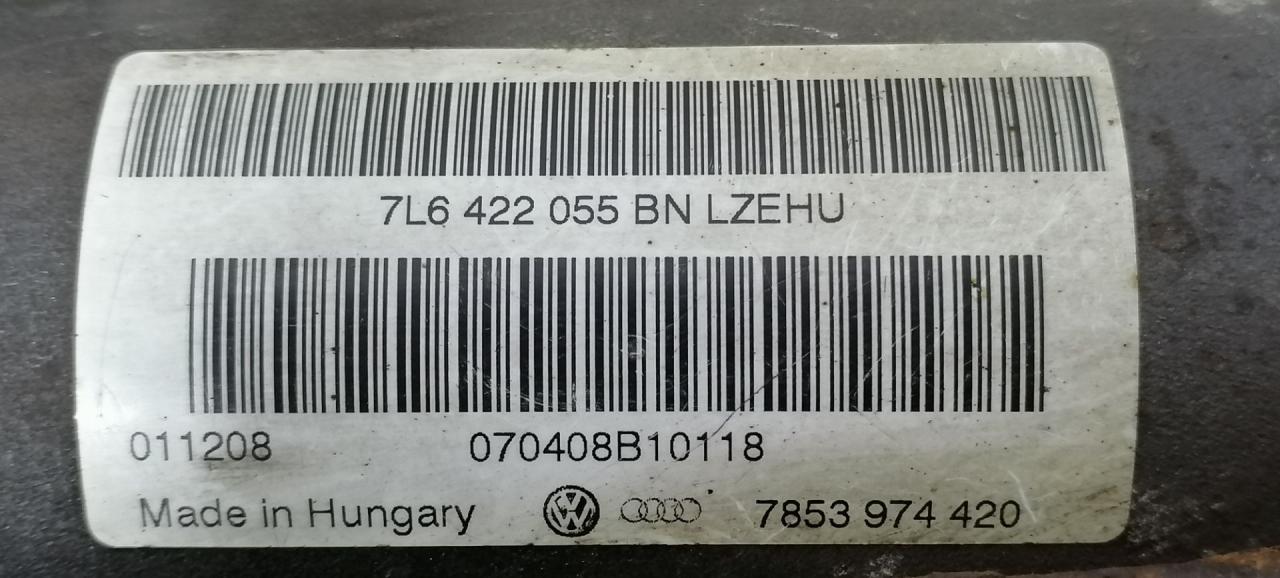 7L6 422 055 BN LZEHU
011208 070408B10118
Made in Hungary 7853 974 420